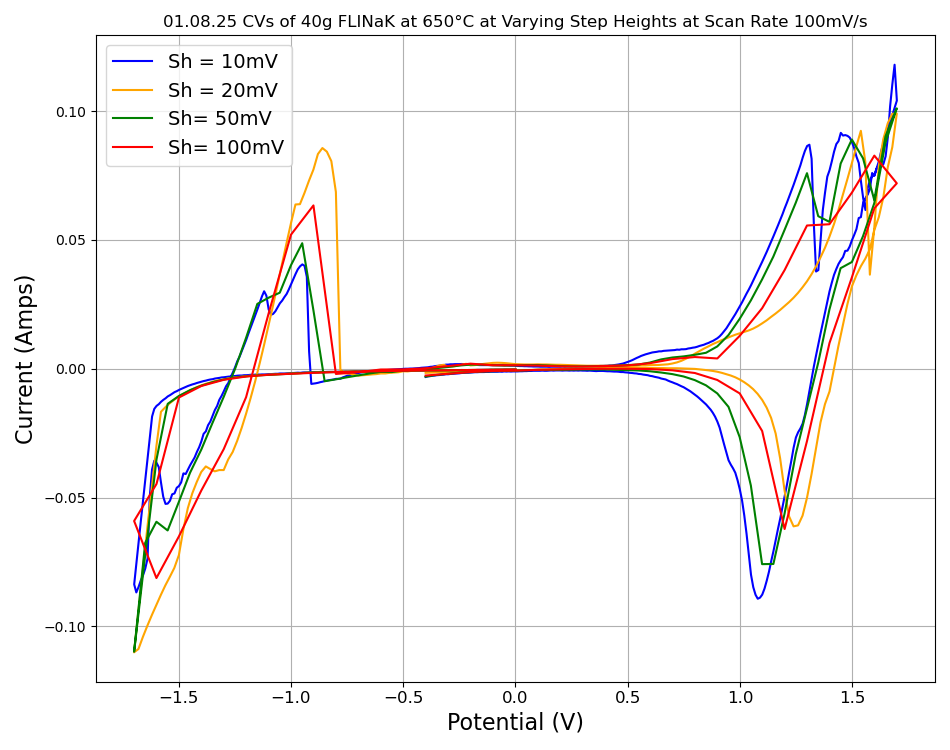 01.08.25 CVs of 40g FLINaK at 650°C at Varying Step Heights at Scan Rate 100mV/s
Sh = 10mV
Sh = 20mV
Sh= 50mV
Sh= 100mV
Current (Amps)
0.10
0.05
0.00
−0.05
−0.10
−1.5 −1.0 −0.5 0.0 0.5 1.0 1.5
Potential (V)